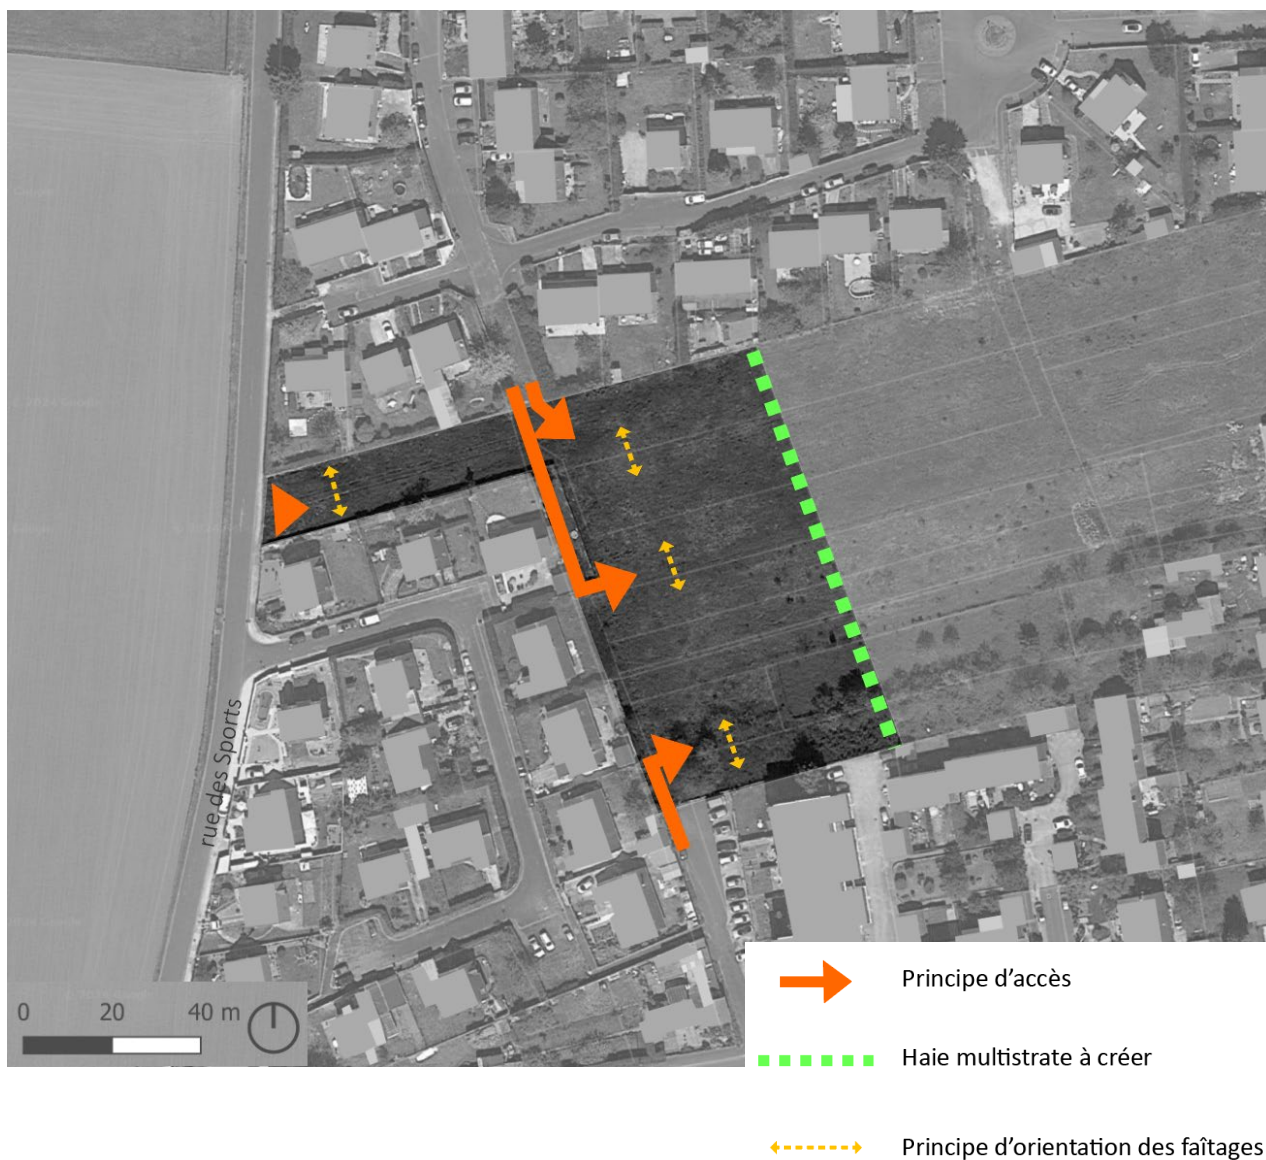 rue des Sports
0 20 40 m
Principe d'accès
Haie multistrate à créer
Principe d'orientation des faîtages